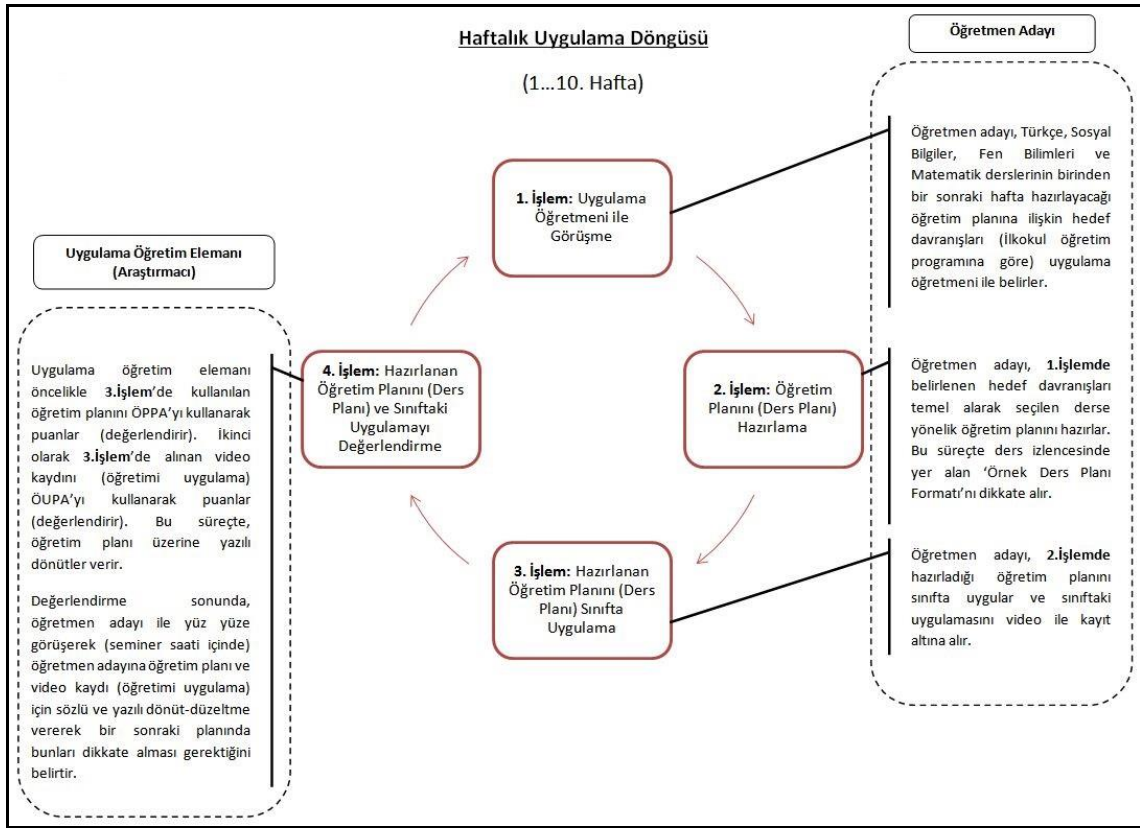 Haftalık Uygulama Döngüsü
(1...10. Hafta)
Öğretmen Adayı
Öğretmen adayı, Türkçe, Sosyal
Bilgiler, Fen Bilimleri ve
Matematik derslerinin birinden
bir sonraki hafta hazırlayacağı
öğretim planına ilişkin hedef
davranışları (İlkokul öğretim
programına göre) uygulama
öğretmeni ile belirler.
Öğretmen adayı, 1.İşlemde
belirlenen hedef davranışları
temel alarak seçilen derse
yönelik öğretim planını hazırlar.
Bu süreçte ders izlencesinde
yer alan ‘Örnek Ders Planı
Formatı’nı dikkate alır.
Öğretmen adayı, 2.İşlemde
hazırladığı öğretim planını
sınıfta uygular ve sınıftaki
uygulamasını video ile kayıt
altına alır.
1. İşlem: Uygulama
Öğretmeni ile
Görüşme
2. İşlem: Öğretim
Planını (Ders Planı)
Hazırlama
3. İşlem: Hazırlanan
Öğretim Planını (Ders
Planı) Sınıfta
Uygulama
4. İşlem: Hazırlanan
Öğretim Planını (Ders
Planı) ve Sınıftaki
Uygulamayı
Değerlendirme
Uygulama Öğretim Elemanı
(Araştırmacı)
Uygulama öğretim elemanı
öncelikle 3.İşlem’de kullanılan
öğretim planını ÖPPA’yı kullanarak
puanlar (değerlendirir). İkinci
olarak 3.İşlem’de alınan video
kaydını (öğretimi uygulama)
ÖUPA’yı kullanarak puanlar
(değerlendirir). Bu süreçte,
öğretim planı üzerine yazılı
dönütler verir.
Değerlendirme sonunda,
öğretmen adayı ile yüz yüze
görüşerek (seminer saati içinde)
öğretmen adayına öğretim planı ve
video kaydı (öğretimi uygulama)
için sözlü ve yazılı dönüt-düzeltme
vererek bir sonraki planında
bunları dikkate alması gerektiğini
belirtir.